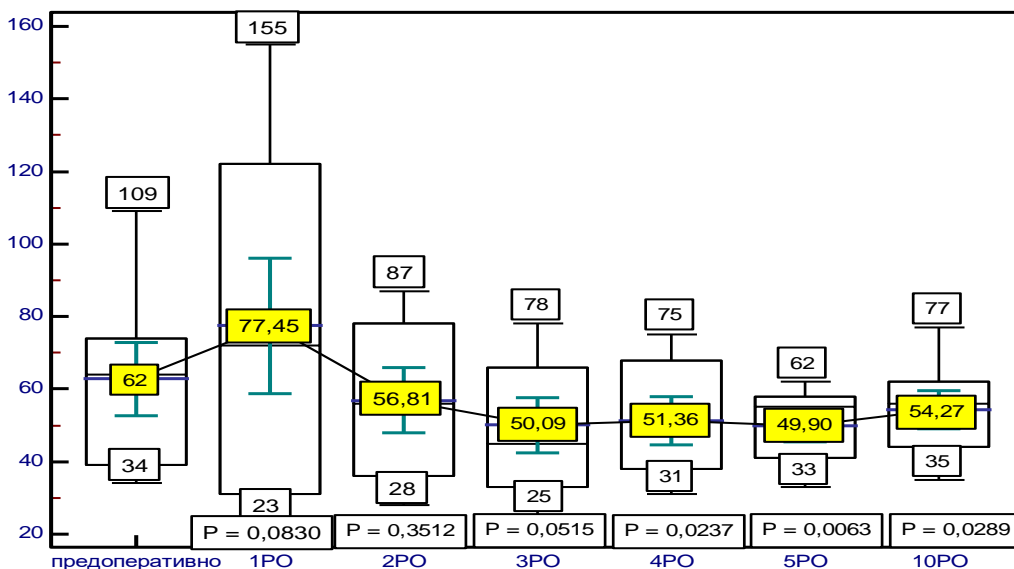 160
140
120
100
80
60
40
20
109
62
34
155
77,45
23
87
56,81
28
78
50,09
25
75
51,36
31
62
49,90
33
77
54,27
35
P = 0,0830
P = 0,3512
P = 0,0515
P = 0,0237
P = 0,0063
P = 0,0289
предоперативно
1PO
2PO
3PO
4PO
5PO
10PO